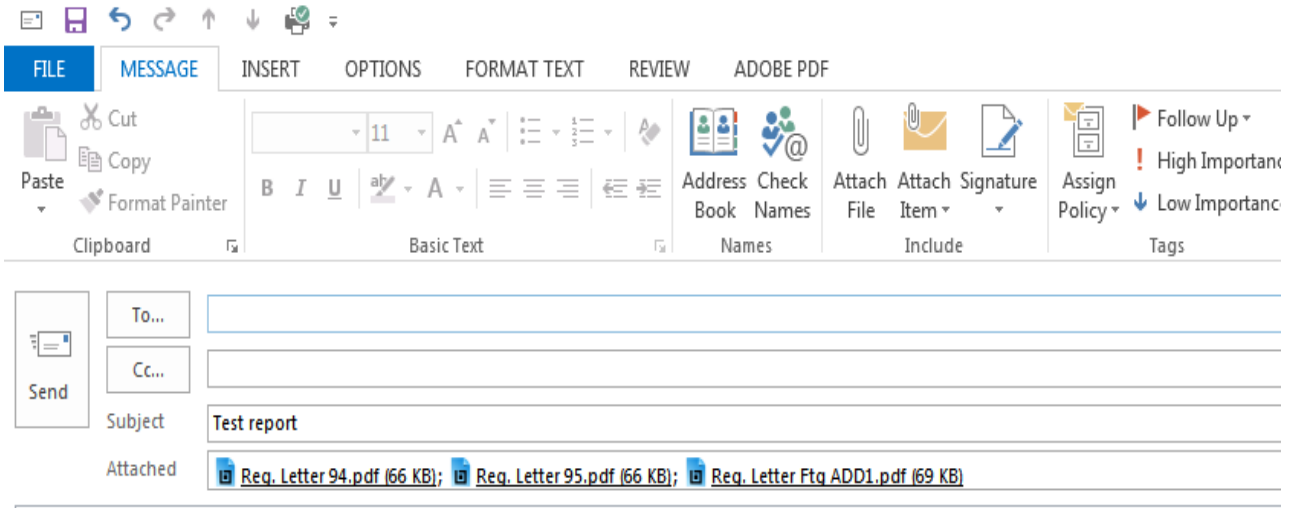 FILE MESSAGE INSERT OPTIONS FORMAT TEXT REVIEW ADOBE PDF
Cut
Copy
Format Painter
Paste
Clipboard
11
A A
B I U A
Basic Text
Address Book
Check Names
Names
Attach File
Attach Item
Signature
Include
Assign Policy
Follow Up
High Importanc
Low Importanc
Tags
Send
To...
Cc...
Subject Test report
Attached Reg. Letter 94.pdf (66 KB); Reg. Letter 95.pdf (66 KB); Reg. Letter Ftg ADD1.pdf (69 KB)